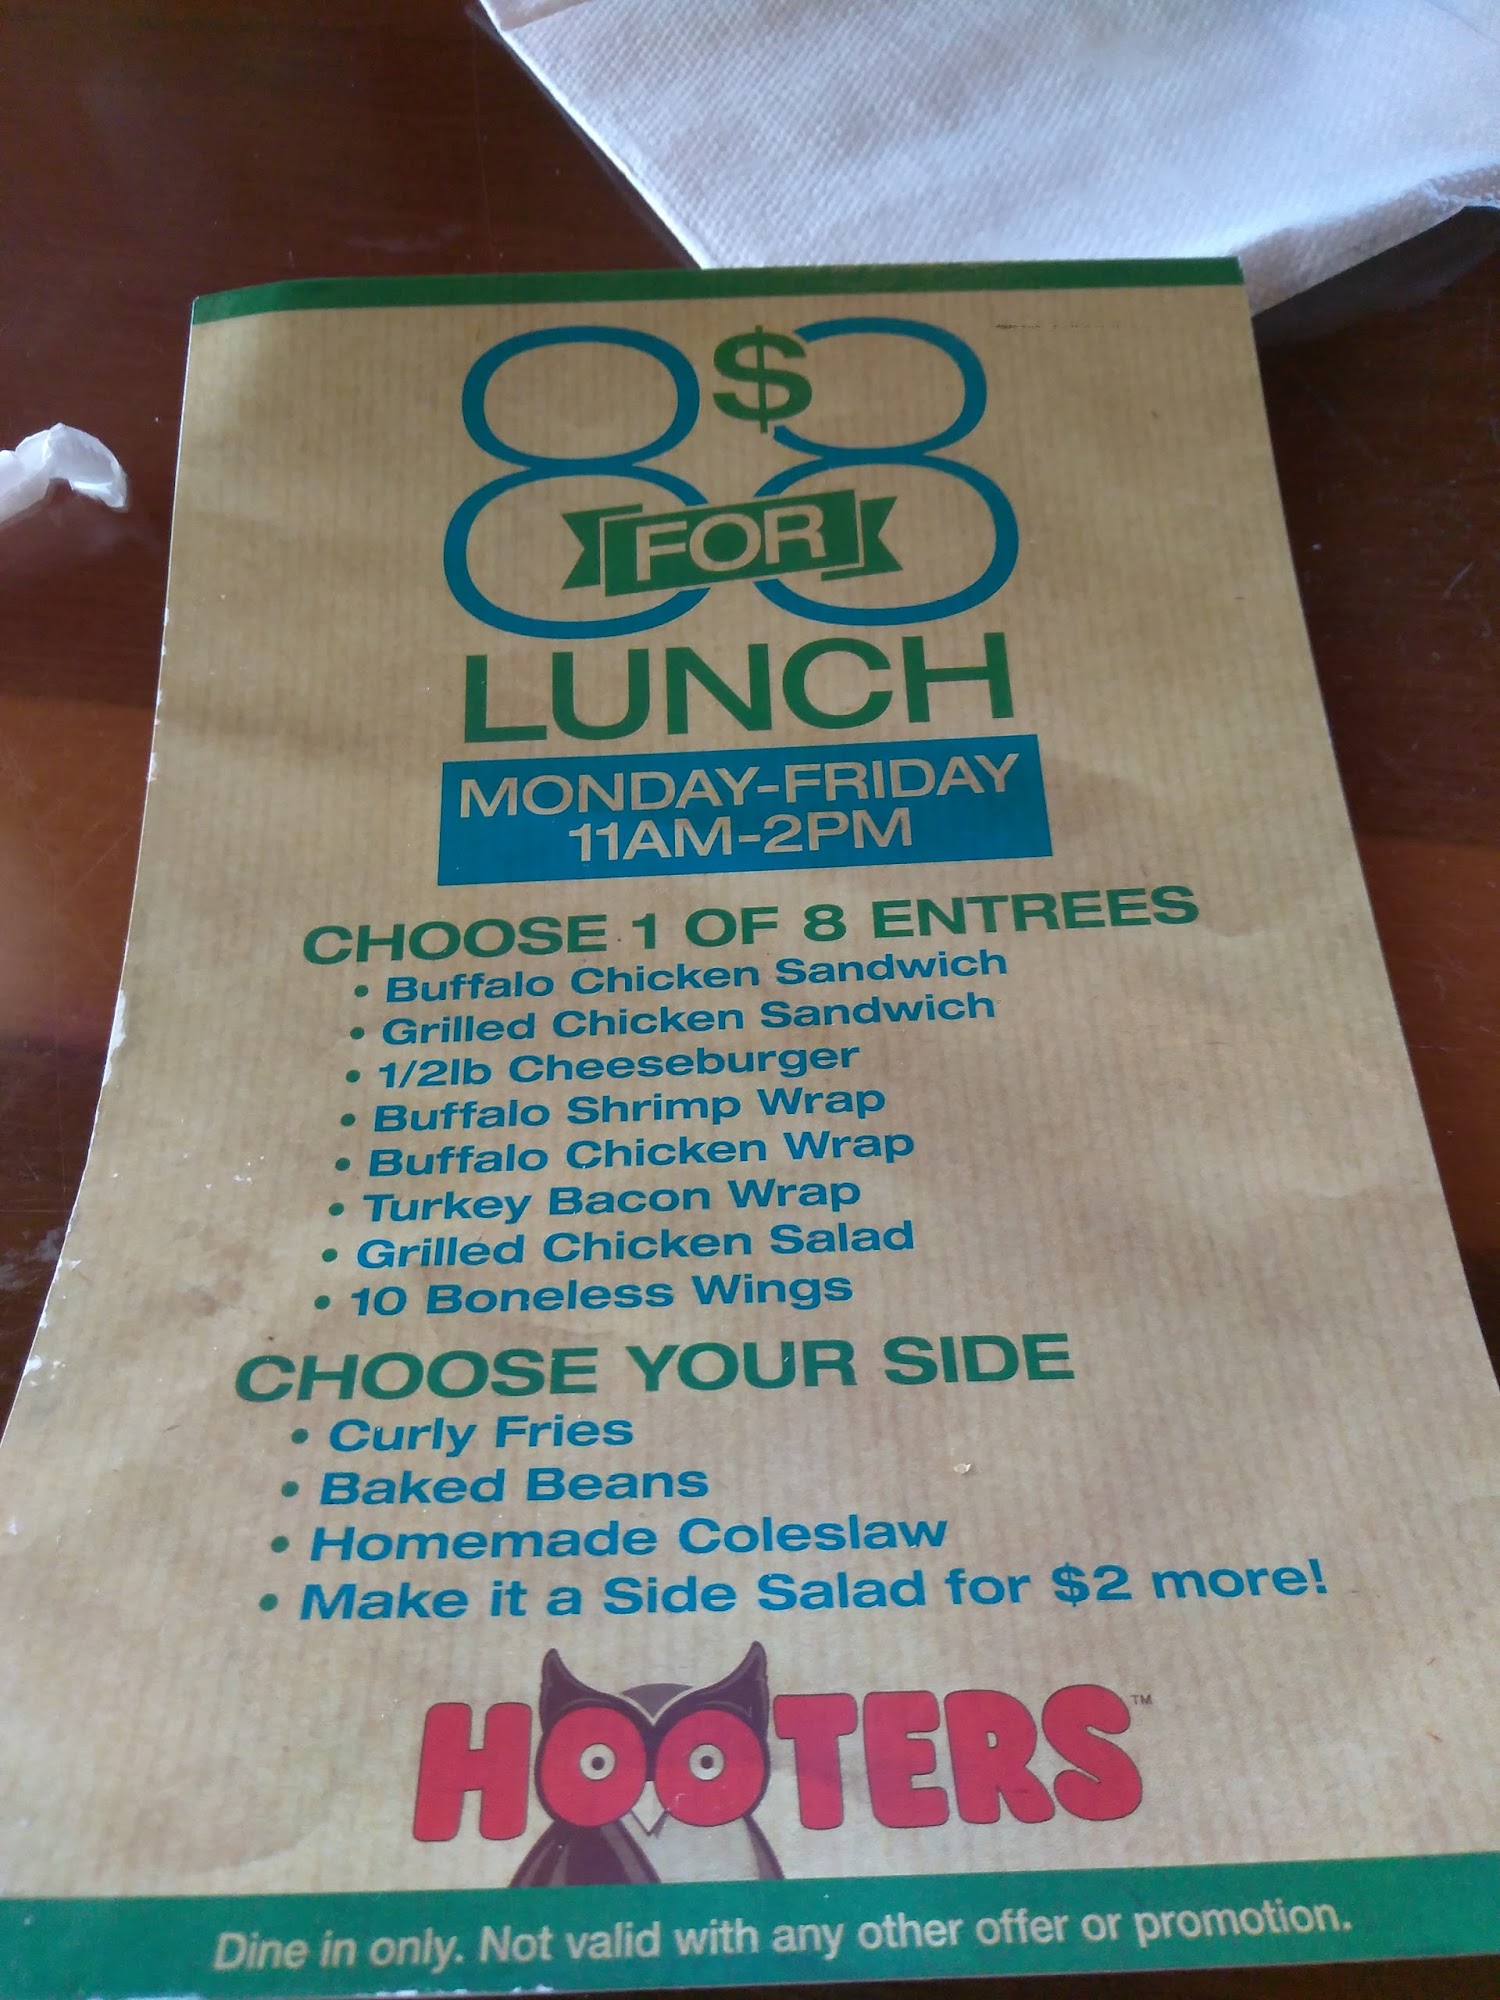 8 FOR $8
LUNCH
MONDAY-FRIDAY
11AM-2PM
CHOOSE 1 OF 8 ENTREES
• Buffalo Chicken Sandwich
• Grilled Chicken Sandwich
• 1/2lb Cheeseburger
• Buffalo Shrimp Wrap
• Buffalo Chicken Wrap
• Turkey Bacon Wrap
• Grilled Chicken Salad
• 10 Boneless Wings
CHOOSE YOUR SIDE
• Curly Fries
• Baked Beans
• Homemade Coleslaw
• Make it a Side Salad for $2 more!
HOOTERS™
Dine in only. Not valid with any other offer or promotion.